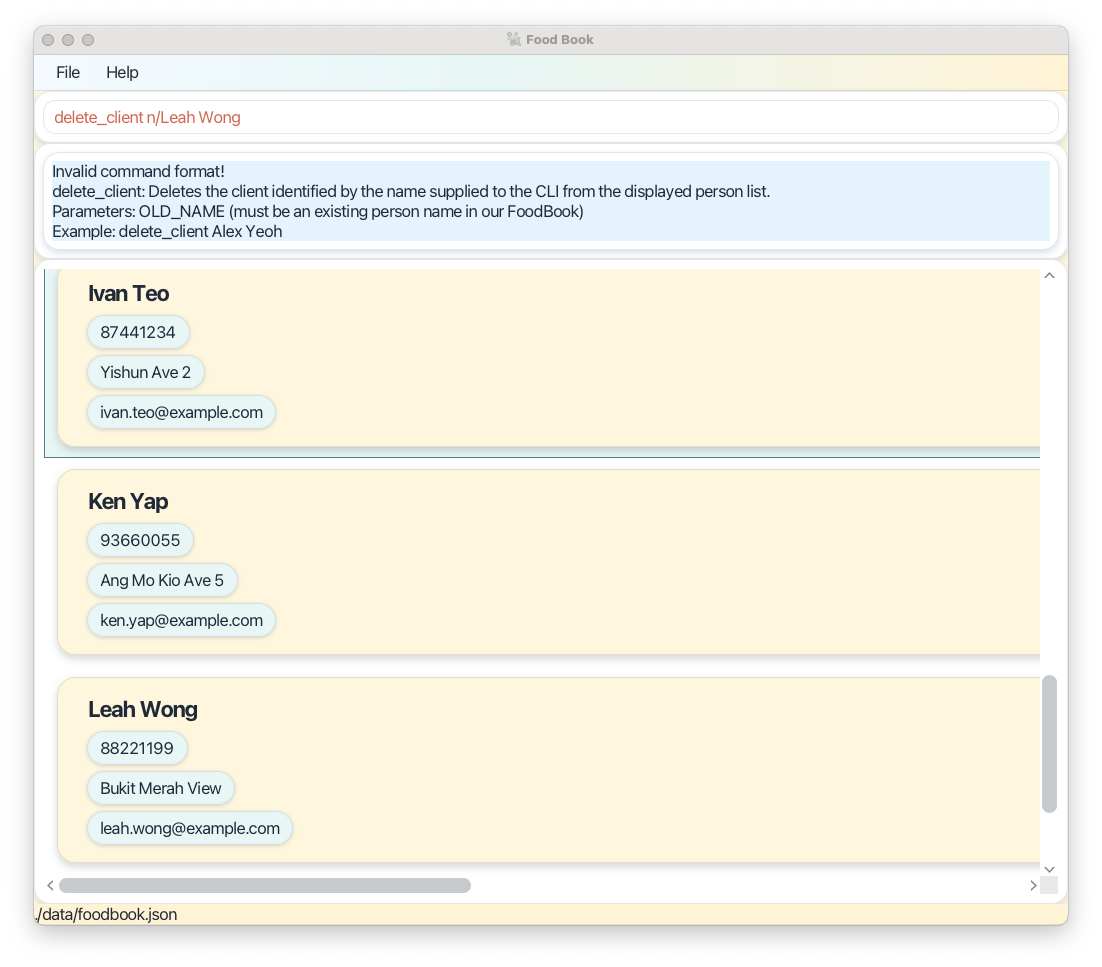 Food Book
File Help
delete_client n/Leah Wong
Invalid command format!
delete_client: Deletes the client identified by the name supplied to the CLI from the displayed person list.
Parameters: OLD_NAME (must be an existing person name in our FoodBook)
Example: delete_client Alex Yeoh
Ivan Teo
87441234
Yishun Ave 2
ivan.teo@example.com
Ken Yap
93660055
Ang Mo Kio Ave 5
ken.yap@example.com
Leah Wong
88221199
Bukit Merah View
leah.wong@example.com
./data/foodbook.json